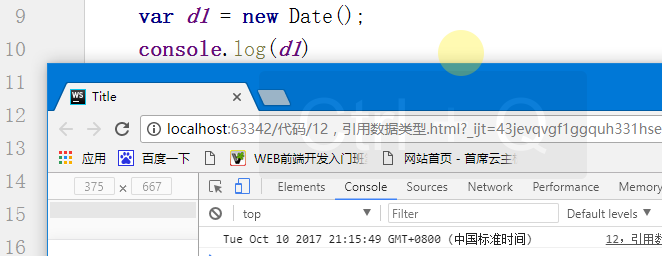 9 var d1 = new Date();
10 console.log(d1)
11
12
13
14
15
16
WS Title
localhost:63342/代码/12，引用数据类型.html?_ijt=43jevqvgf1ggquh331hse
应用 百度一下 WEB前端开发入门班 网站首页 - 首席云主
Ctrl - Q
375 × 667 Elements Console Sources Network Performance Memory
top Filter Default levels
Tue Oct 10 2017 21:15:49 GMT+0800 (中国标准时间) 12，引用数